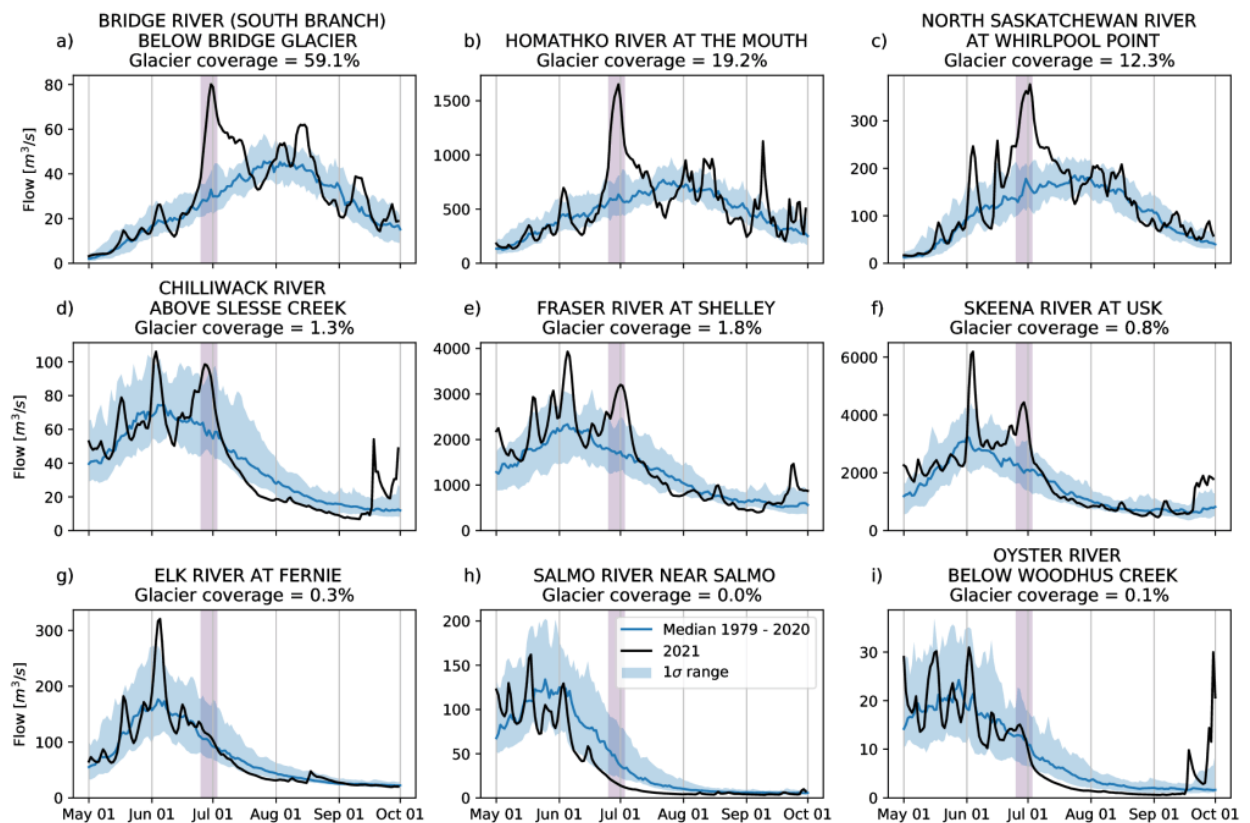 BRIDGE RIVER (SOUTH BRANCH)
a) BELOW BRIDGE GLACIER
Glacier coverage = 59.1%
b) HOMATHKO RIVER AT THE MOUTH
Glacier coverage = 19.2%
NORTH SASKATCHEWAN RIVER
c) AT WHIRLPOOL POINT
Glacier coverage = 12.3%
Flow [m³/s]
80
60
40
20
0
1500
1000
500
0
300
200
100
0
May 01 Jun 01 Jul 01 Aug 01 Sep 01 Oct 01
CHILLIWACK RIVER
d) ABOVE SLESSE CREEK
Glacier coverage = 1.3%
e) FRASER RIVER AT SHELLEY
Glacier coverage = 1.8%
f) SKEENA RIVER AT USK
Glacier coverage = 0.8%
Flow [m³/s]
100
80
60
40
20
0
4000
3000
2000
1000
0
6000
4000
2000
0
g) ELK RIVER AT FERNIE
Glacier coverage = 0.3%
h) SALMO RIVER NEAR SALMO
Glacier coverage = 0.0%
OYSTER RIVER
i) BELOW WOODHUS CREEK
Glacier coverage = 0.1%
Flow [m³/s]
300
200
100
0
200
150
100
50
0
Median 1979 - 2020
2021
1σ range
30
20
10
0
May 01 Jun 01 Jul 01 Aug 01 Sep 01 Oct 01
May 01 Jun 01 Jul 01 Aug 01 Sep 01 Oct 01